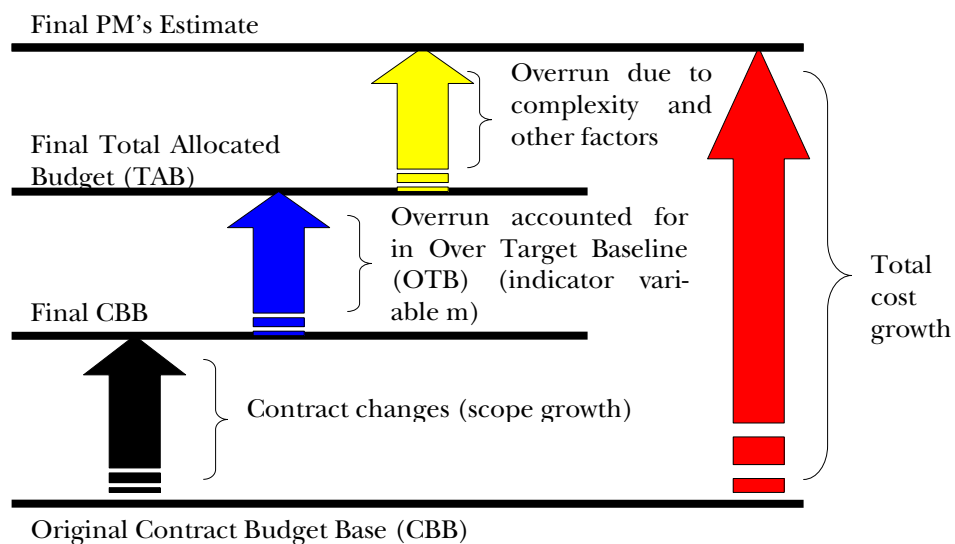 Final PM’s Estimate
Overrun due to
complexity and
other factors
Final Total Allocated
Budget (TAB)
Overrun accounted for
in Over Target Baseline
(OTB) (indicator vari-
able m)
Total
cost
growth
Final CBB
Contract changes (scope growth)
Original Contract Budget Base (CBB)